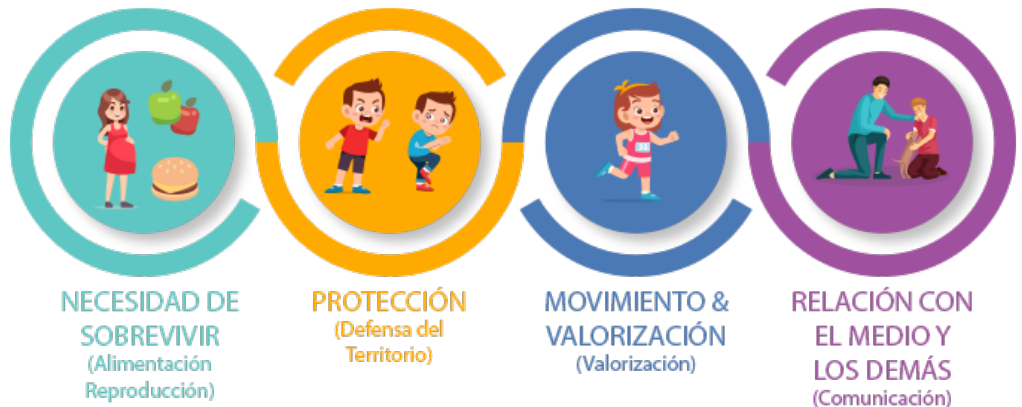 NECESIDAD DE
SOBREVIVIR
(Alimentación
Reproducción)
PROTECCIÓN
(Defensa del
Territorio)
MOVIMIENTO &
VALORIZACIÓN
(Valorización)
RELACIÓN CON
EL MEDIO Y
LOS DEMÁS
(Comunicación)